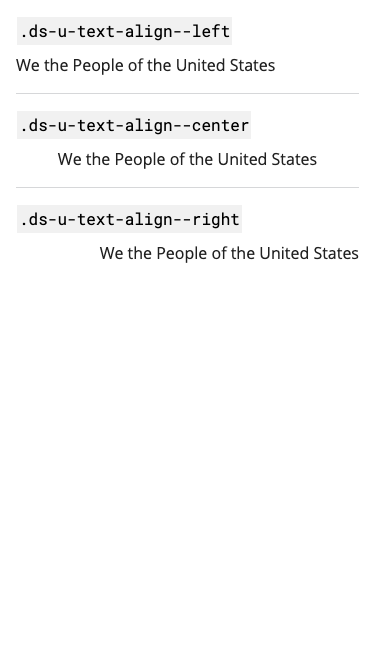 .ds-u-text-align--left
We the People of the United States
.ds-u-text-align--center
We the People of the United States
.ds-u-text-align--right
We the People of the United States